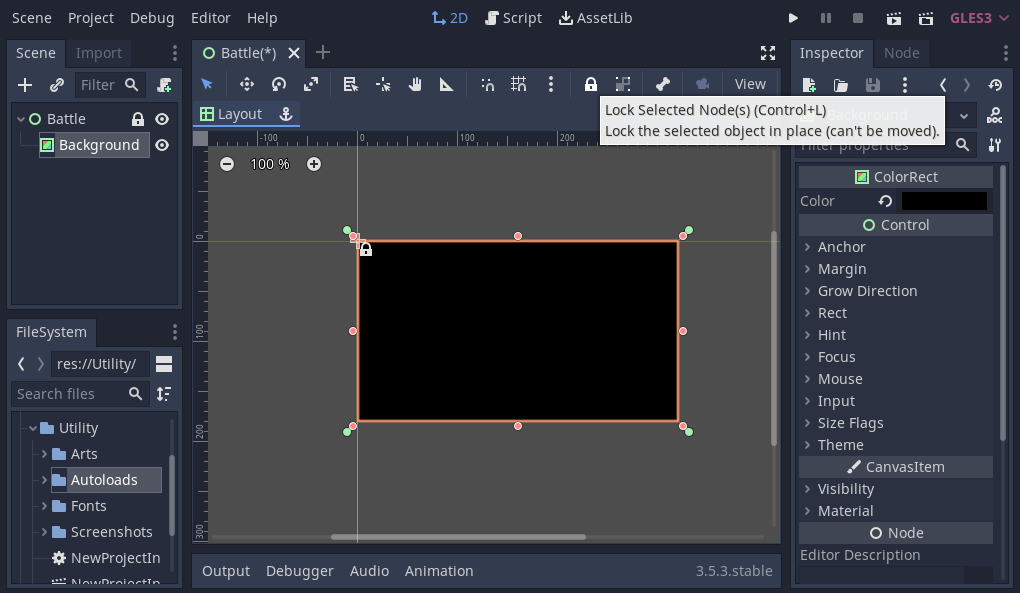 Scene Project Debug Editor Help 2D Script AssetLib GLES3
Scene Import
Filter
Battle
Background
FileSystem
res://Utility/
Search files
Utility
Arts
Autoloads
Fonts
Screenshots
NewProjectIn
NewProjectIn
Battle(*)
View
Layout
Lock Selected Node(s) (Control+L)
Lock the selected object in place (can't be moved).
-100 0 100 200
100 %
0
100
200
300
Output Debugger Audio Animation 3.5.3.stable
Inspector Node
Background
Filter properties
ColorRect
Color
Control
Anchor
Margin
Grow Direction
Rect
Hint
Focus
Mouse
Input
Size Flags
Theme
CanvasItem
Visibility
Material
Node
Editor Description